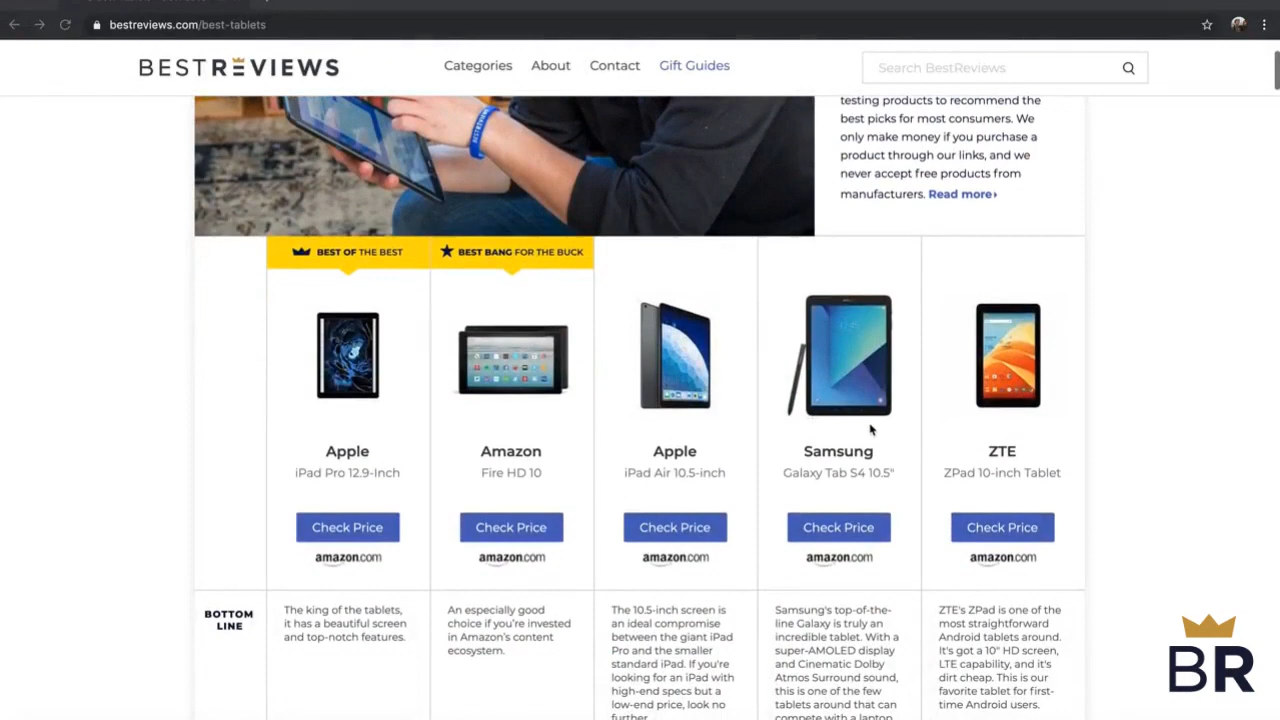 bestreviews.com/best-tablets
BESTREVIEWS
Categories About Contact Gift Guides
Search BestReviews
testing products to recommend the
best picks for most consumers. We
only make money if you purchase a
product through our links, and we
never accept free products from
manufacturers. Read more›
BEST OF THE BEST
BEST BANG FOR THE BUCK
Apple
iPad Pro 12.9-Inch
Check Price
amazon.com
Amazon
Fire HD 10
Check Price
amazon.com
Apple
iPad Air 10.5-inch
Check Price
amazon.com
Samsung
Galaxy Tab S4 10.5"
Check Price
amazon.com
ZTE
ZPad 10-inch Tablet
Check Price
amazon.com
BOTTOM
LINE
The king of the tablets,
it has a beautiful screen
and top-notch features.
An especially good
choice if you're invested
in Amazon's content
ecosystem.
The 10.5-inch screen is
an ideal compromise
between the giant iPad
Pro and the smaller
standard iPad. If you're
looking for an iPad with
high-end specs but a
low-end price, look no
further.
Samsung's top-of-the-
line Galaxy is truly an
incredible tablet. With a
super-AMOLED display
and Cinematic Dolby
Atmos Surround sound,
this is one of the few
tablets around that can
compete with a laptop
ZTE's ZPad is one of the
most straightforward
Android tablets around.
It's got a 10" HD screen,
LTE capability, and it's
dirt cheap. This is our
favorite tablet for first-
time Android users.
BR